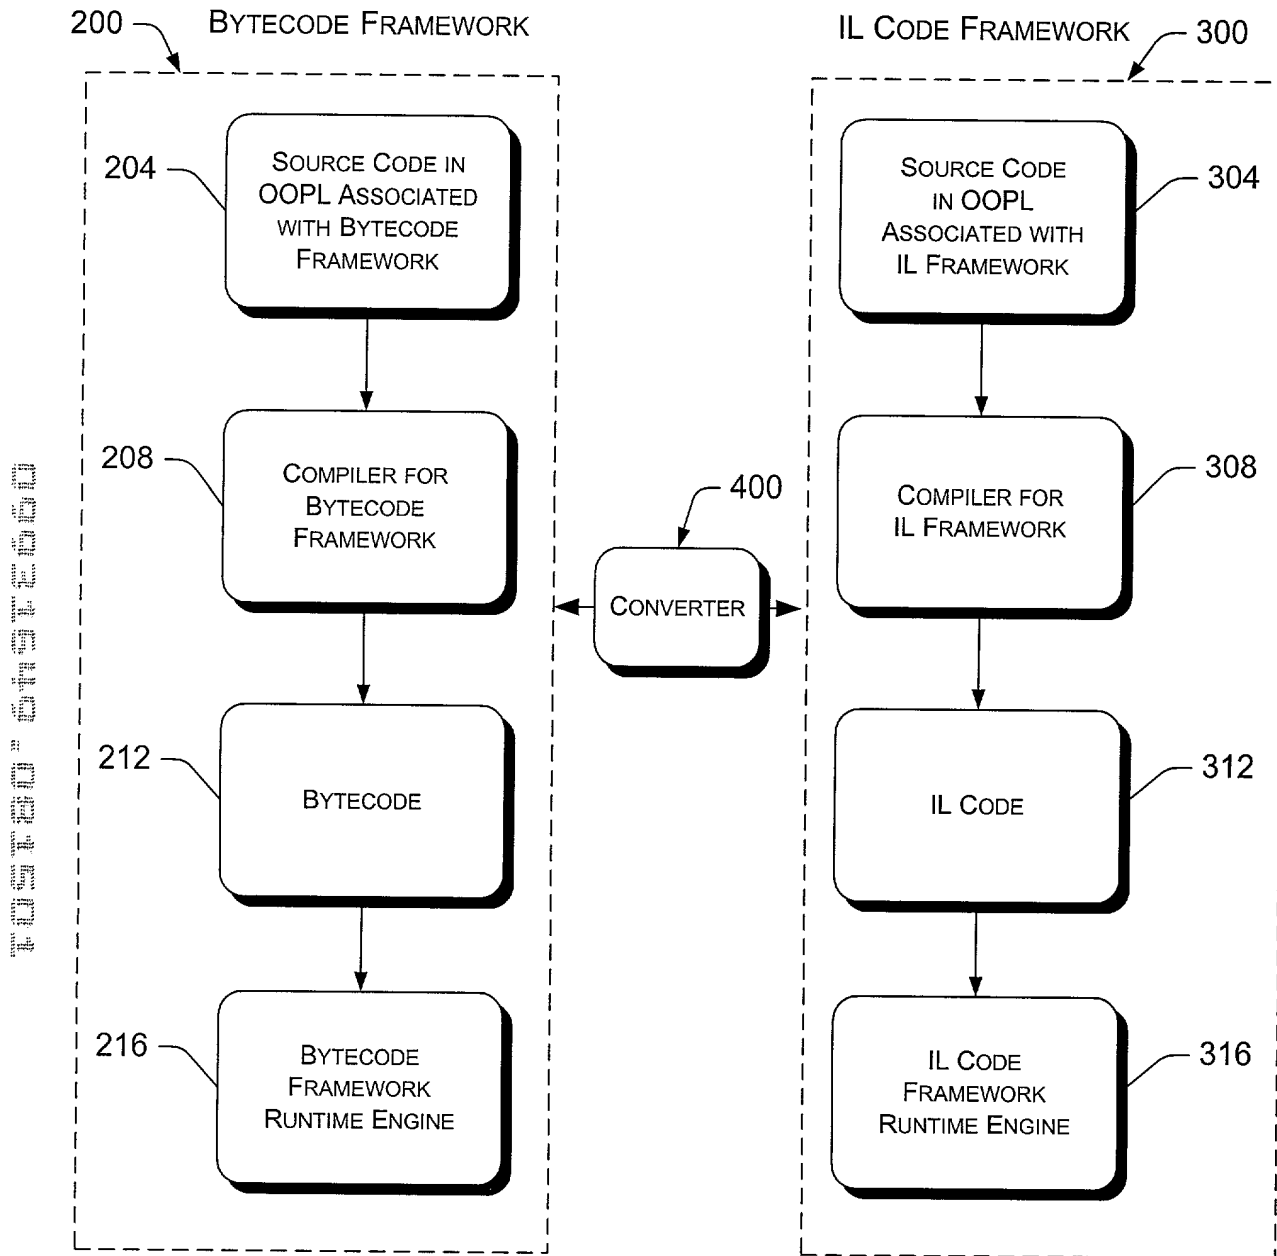 200
BYTECODE FRAMEWORK
IL CODE FRAMEWORK
300
204
SOURCE CODE IN
OOPL ASSOCIATED
WITH BYTECODE
FRAMEWORK
SOURCE CODE
IN OOPL
ASSOCIATED WITH
IL FRAMEWORK
304
208
COMPILER FOR
BYTECODE
FRAMEWORK
400
CONVERTER
COMPILER FOR
IL FRAMEWORK
308
212
BYTECODE
IL CODE
312
216
BYTECODE
FRAMEWORK
RUNTIME ENGINE
IL CODE
FRAMEWORK
RUNTIME ENGINE
316